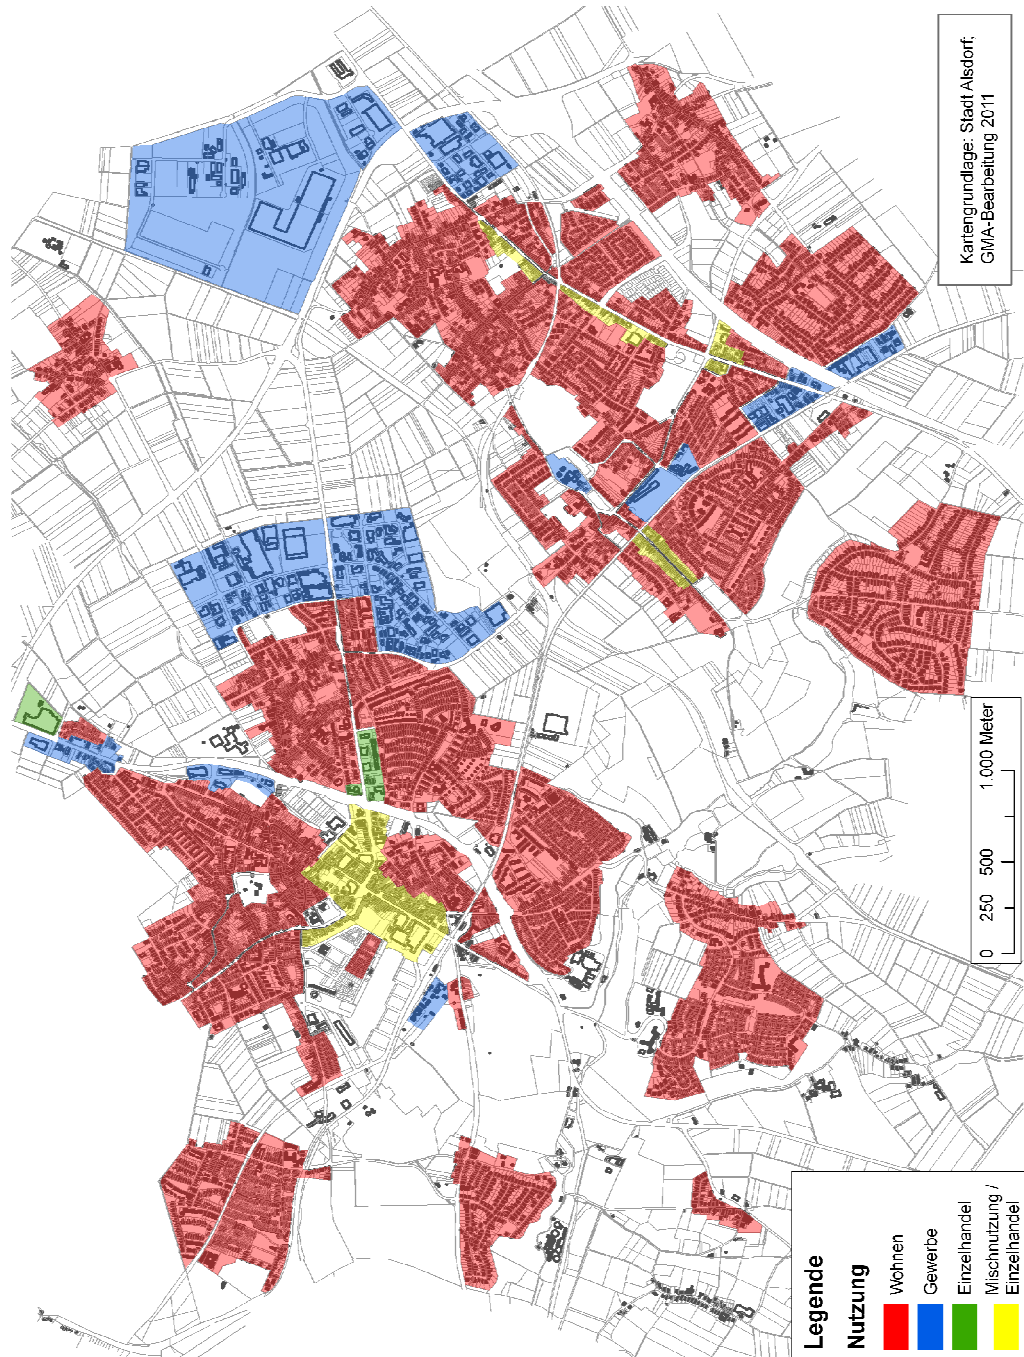 Kartengrundlage: Stadt Alsdorf;
GMA-Bearbeitung 2011
0 250 500 1.000 Meter
Legende
Nutzung
Wohnen
Gewerbe
Einzelhandel
Mischnutzung /
Einzelhandel